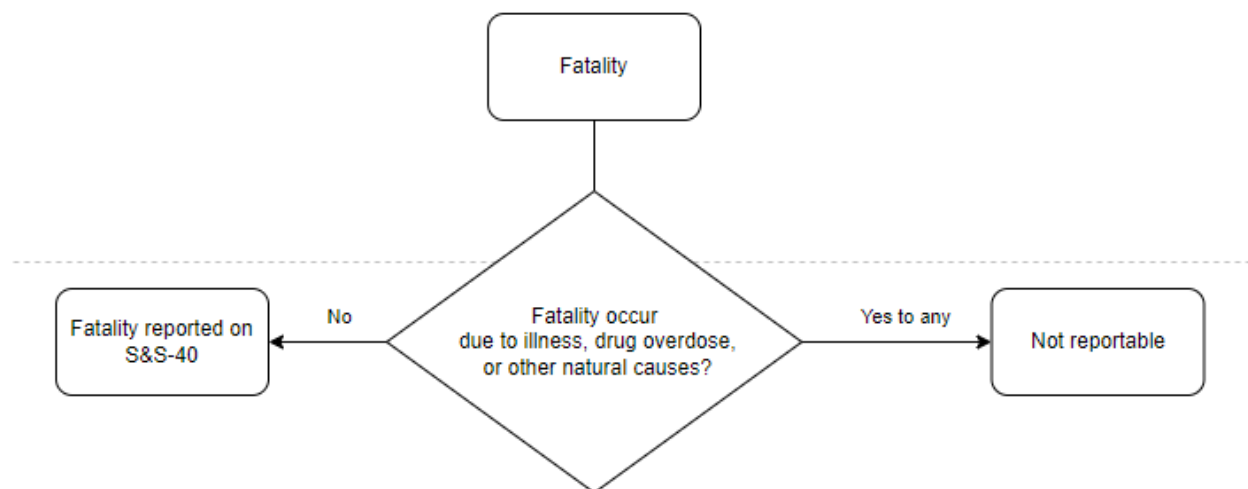 Fatality
Fatality reported on
S&S-40
No
Fatality occur
due to illness, drug overdose,
or other natural causes?
Yes to any
Not reportable